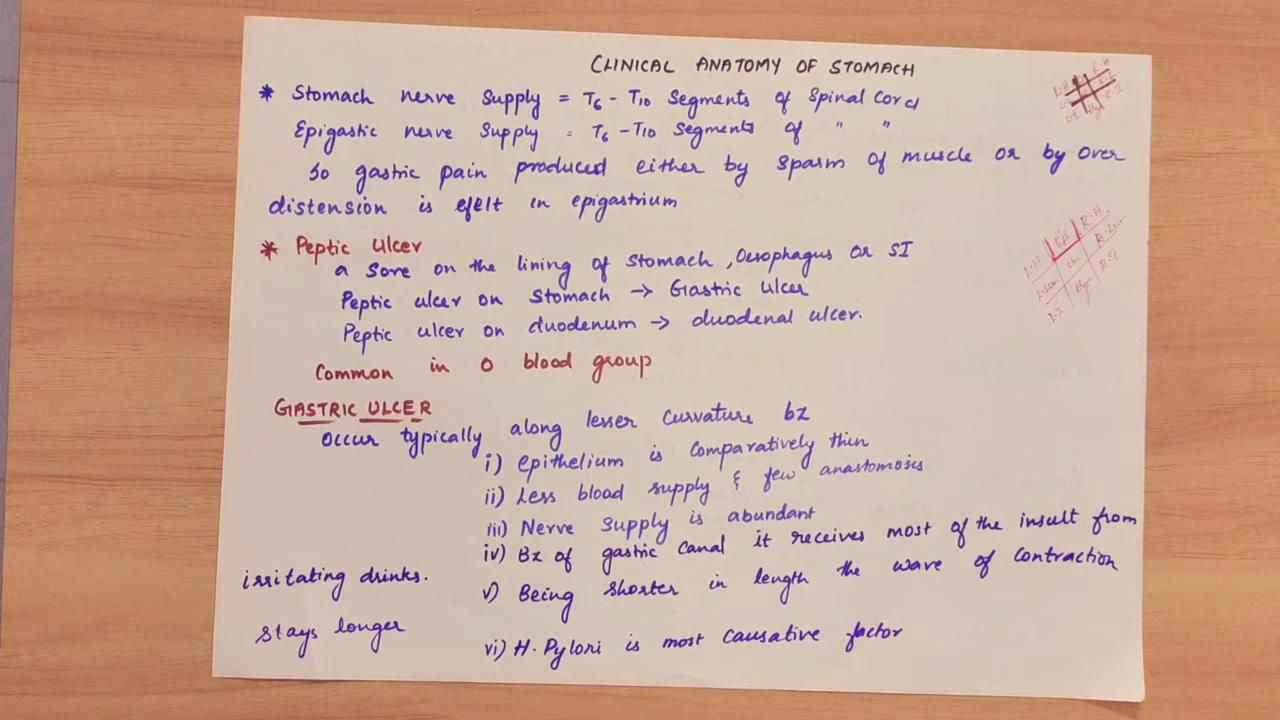 CLINICAL ANATOMY OF STOMACH
* Stomach nerve supply = T6 - T10 segments of spinal cord
Epigastic nerve supply = T6 - T10 segments of " "
So gastric pain produced either by spasm of muscle or by over
distension is felt in epigastrium
* Peptic Ulcer
a sore on the lining of stomach, Oesophagus or SI
Peptic ulcer on stomach → Gastric ulcer
Peptic ulcer on duodenum → duodenal ulcer.
Common in O blood group
GASTRIC ULCER
Occur typically along lesser curvature bz
i) Epithelium is comparatively thin
ii) Less blood supply & few anastomosis
iii) Nerve supply is abundant
iv) Bz of gastric canal it receives most of the insult from
irritating drinks.
v) Being shorter in length the wave of contraction
stays longer
vi) H. Pylori is most causative factor
L.H Epi R.H.